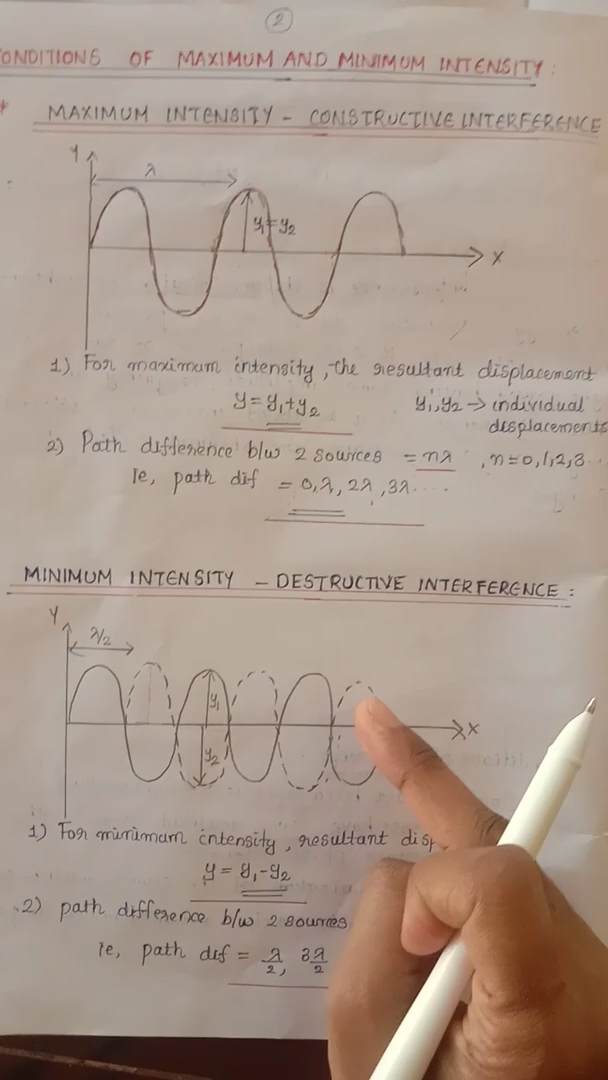 2
CONDITIONS OF MAXIMUM AND MINIMUM INTENSITY:
* MAXIMUM INTENSITY - CONSTRUCTIVE INTERFERENCE
Y
λ
y₁=y₂
X
1) For maximum intensity, the resultant displacement
y = y₁+y₂ y₁,y₂ → individual
displacements
2) Path difference b/w 2 sources = nλ , n=0,1,2,3..
Ie, path dif = 0,λ, 2λ ,3λ....
MINIMUM INTENSITY - DESTRUCTIVE INTERFERENCE:
Y
λ/2
y₁
X
y₂
1) For minimum intensity, resultant disp
y = y₁-y₂
2) path difference b/w 2 sources
Ie, path dif = λ/2, 3λ/2